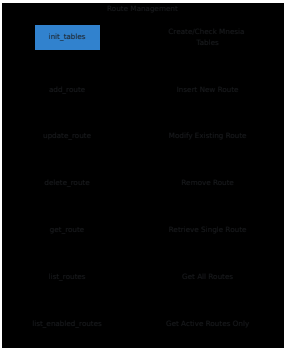 Route Management
init_tables
Create/Check Mnesia
Tables
add_route
Insert New Route
update_route
Modify Existing Route
delete_route
Remove Route
get_route
Retrieve Single Route
list_routes
Get All Routes
list_enabled_routes
Get Active Routes Only